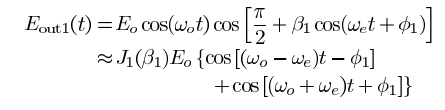 E_out1(t) = E_o cos(ω_o t) cos[π/2 + β_1 cos(ω_e t + ϕ_1)]
≈ J_1(β_1)E_o {cos [(ω_o − ω_e)t − ϕ_1]
+ cos [(ω_o + ω_e)t + ϕ_1]}